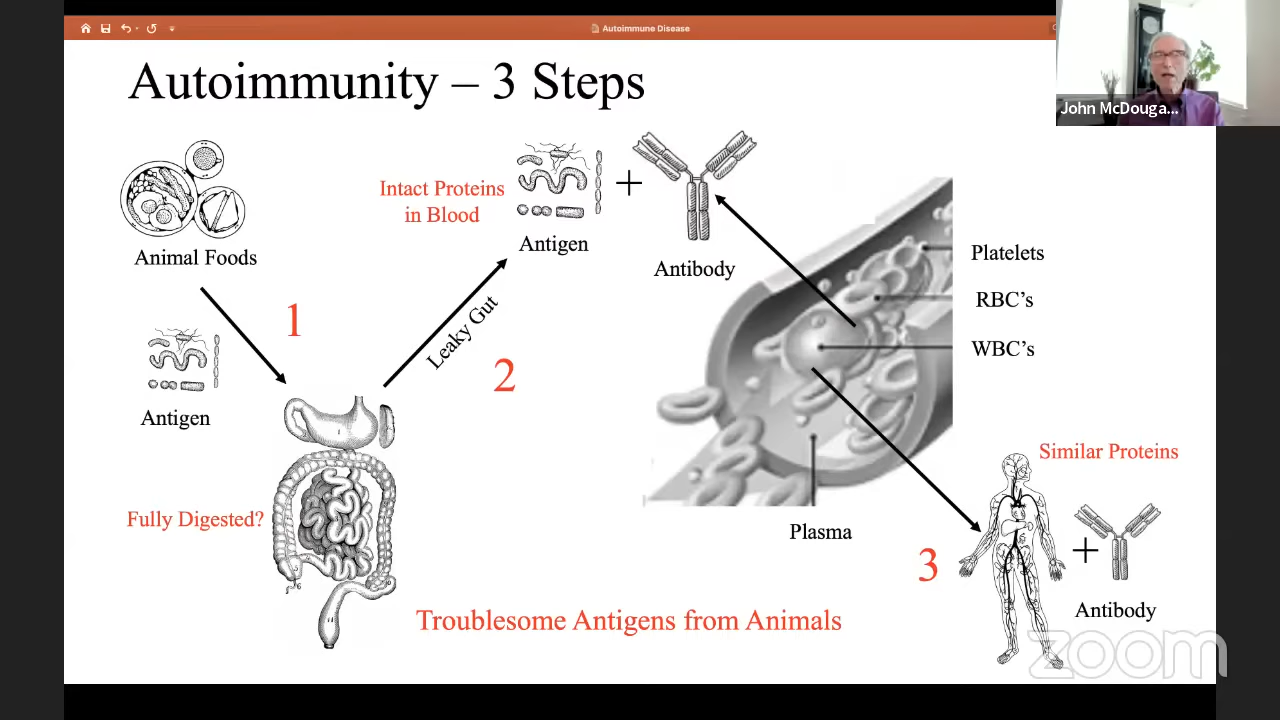 Autoimmune Disease
John McDouga...
Autoimmunity – 3 Steps
Animal Foods
1
Antigen
Fully Digested?
Intact Proteins
in Blood
Antigen
+
Antibody
Leaky Gut
2
Platelets
RBC's
WBC's
Plasma
3
Similar Proteins
+
Antibody
Troublesome Antigens from Animals
zoom